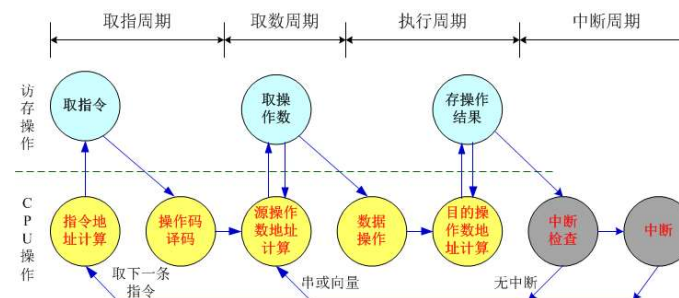 取指周期
取数周期
执行周期
中断周期
访存操作
取指令
取操
作数
存操作
结果
CPU操作
指令地
址计算
操作码
译码
源操作
数地址
计算
数据
操作
目的操
作数地
址计算
中断
检查
中断
取下一条
指令
串或向量
无中断